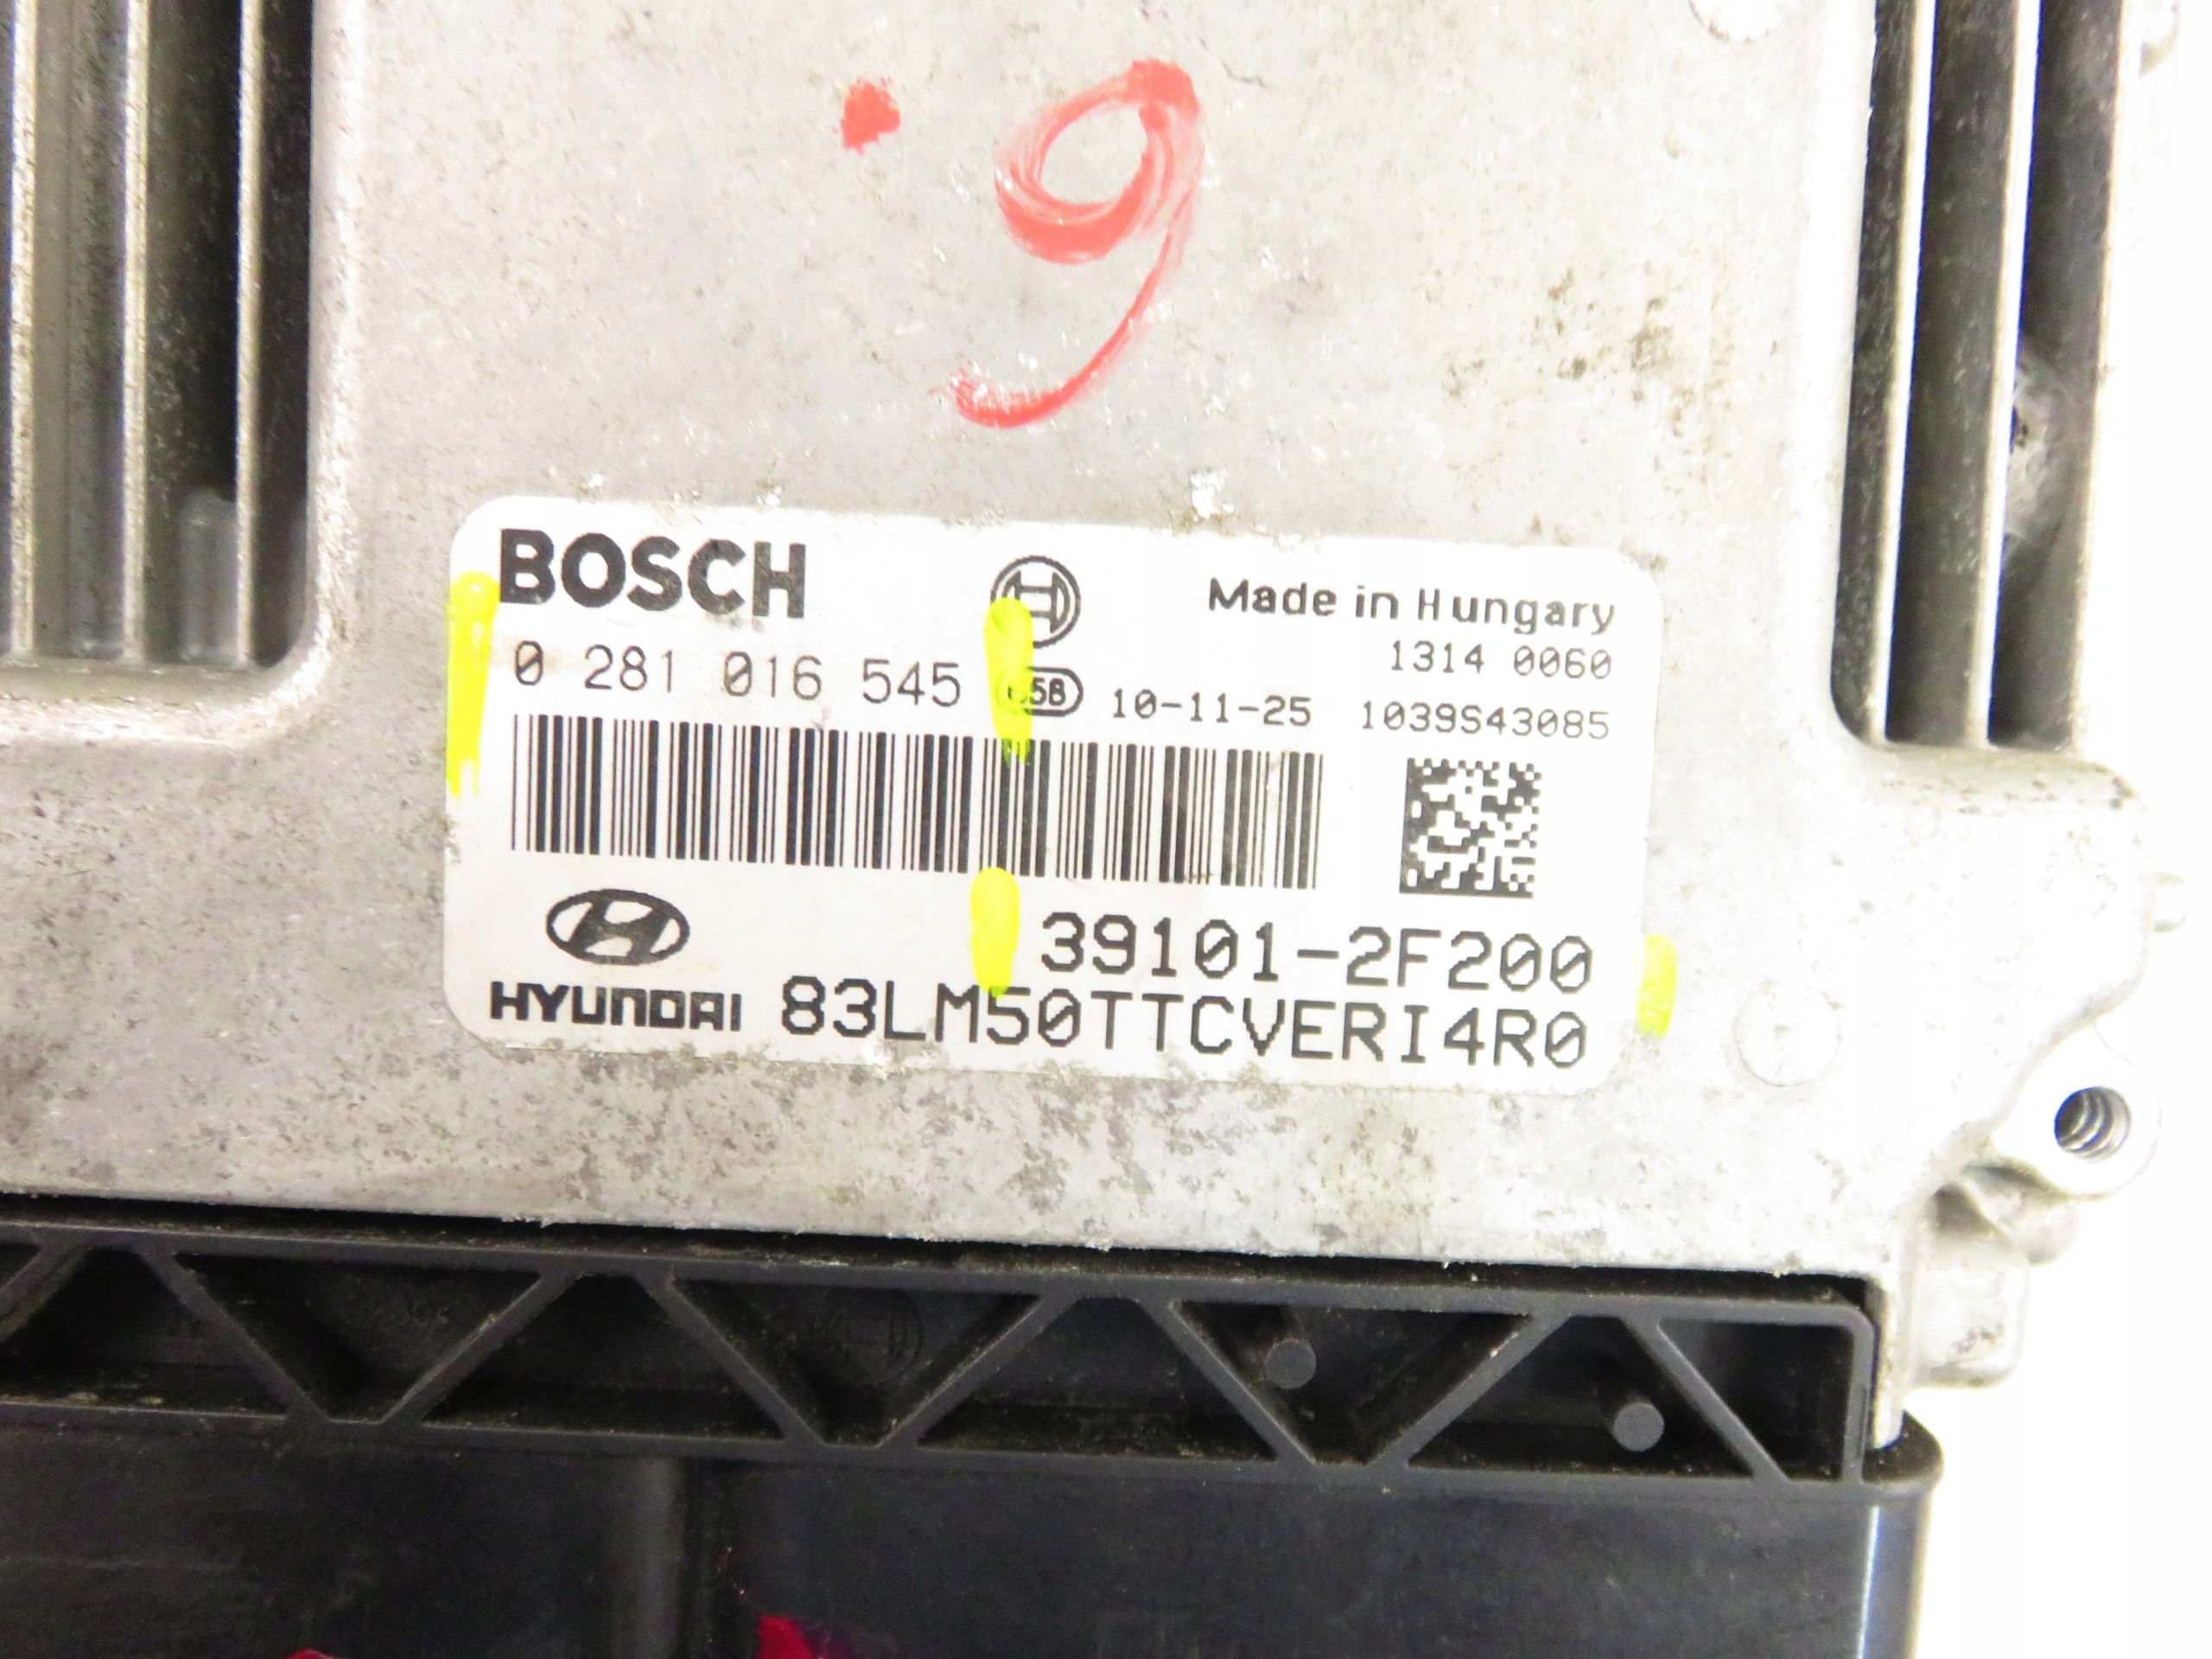 .9
BOSCH
Made in Hungary
0 281 016 545
1314 0060
10-11-25 1039S43085
39101-2F200
HYUNDAI 83LM50TTCVERI4R0